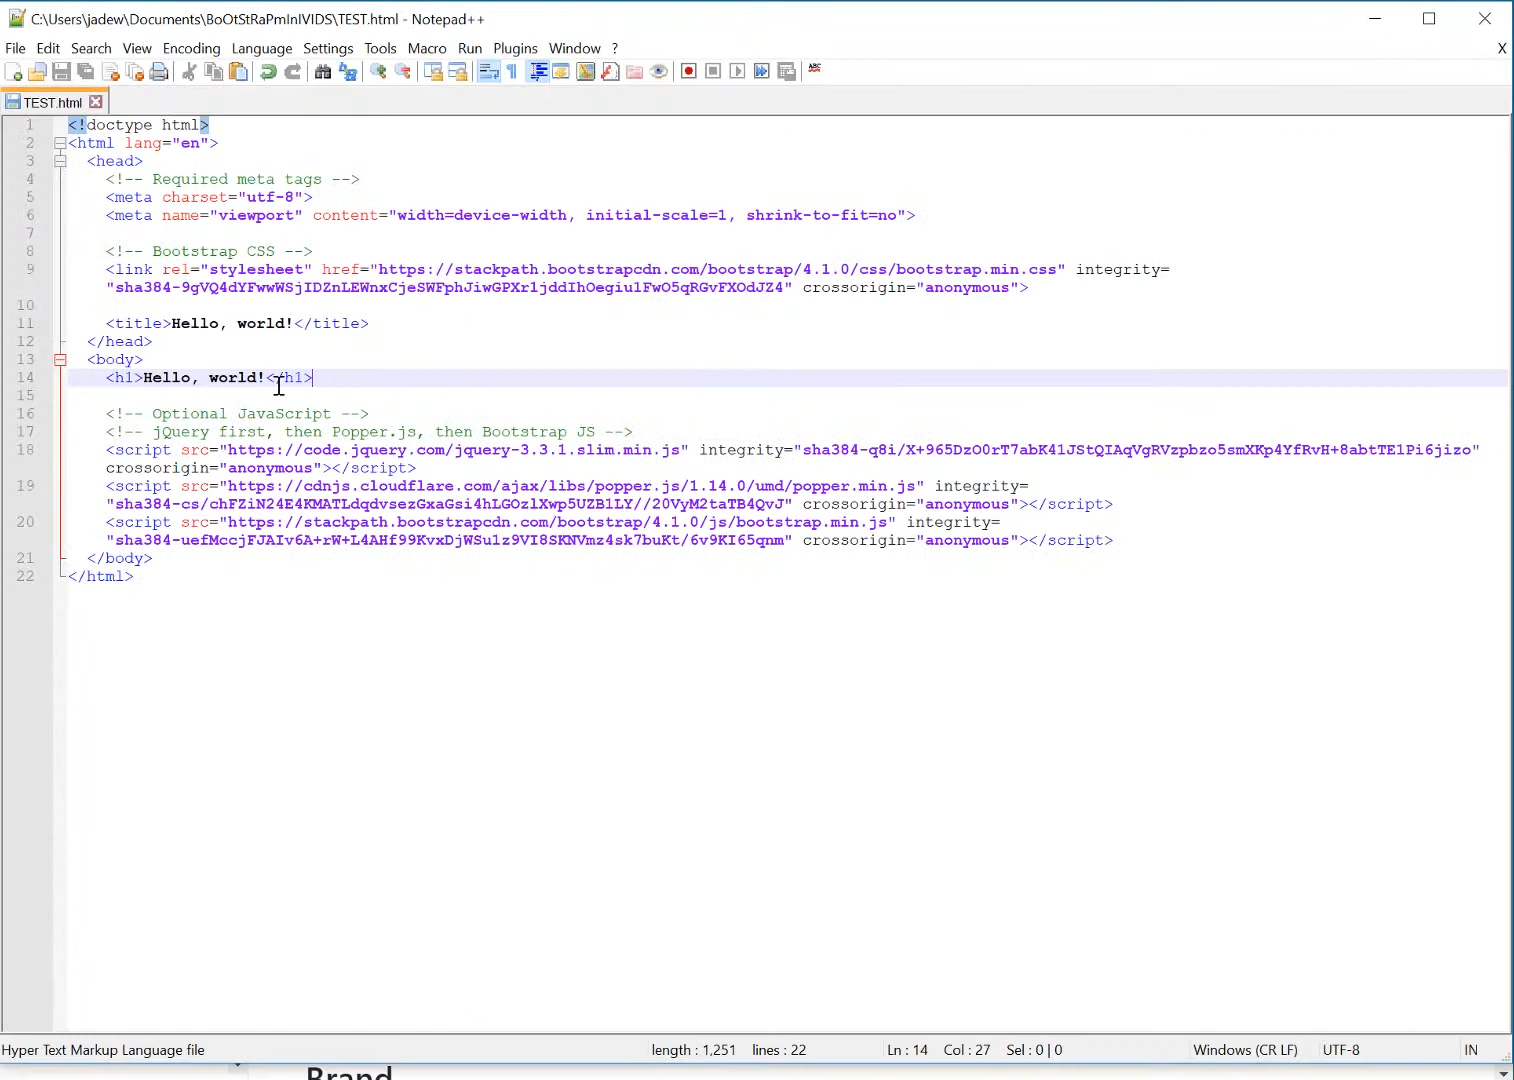 C:\Users\jadew\Documents\BoOtStRaPmInIVIDS\TEST.html - Notepad++
File Edit Search View Encoding Language Settings Tools Macro Run Plugins Window ? X
TEST.html
1 <!doctype html>
2 <html lang="en">
3 <head>
4 <!-- Required meta tags -->
5 <meta charset="utf-8">
6 <meta name="viewport" content="width=device-width, initial-scale=1, shrink-to-fit=no">
7
8 <!-- Bootstrap CSS -->
9 <link rel="stylesheet" href="https://stackpath.bootstrapcdn.com/bootstrap/4.1.0/css/bootstrap.min.css" integrity=
"sha384-9gVQ4dYFwwWSjIDZnLEWnxCjeSWFphJiwGPXr1jddIhOegiu1FwO5qRGvFXOdJZ4" crossorigin="anonymous">
10
11 <title>Hello, world!</title>
12 </head>
13 <body>
14 <h1>Hello, world!</h1>
15
16 <!-- Optional JavaScript -->
17 <!-- jQuery first, then Popper.js, then Bootstrap JS -->
18 <script src="https://code.jquery.com/jquery-3.3.1.slim.min.js" integrity="sha384-q8i/X+965DzO0rT7abK41JStQIAqVgRVzpbzo5smXKp4YfRvH+8abtTE1Pi6jizo"
crossorigin="anonymous"></script>
19 <script src="https://cdnjs.cloudflare.com/ajax/libs/popper.js/1.14.0/umd/popper.min.js" integrity=
"sha384-cs/chFZiN24E4KMATLdqdvsezGxaGsi4hLGOzlXwp5UZB1LY//20VyM2taTB4QvJ" crossorigin="anonymous"></script>
20 <script src="https://stackpath.bootstrapcdn.com/bootstrap/4.1.0/js/bootstrap.min.js" integrity=
"sha384-uefMccjFJAIv6A+rW+L4AHf99KvxDjWSu1z9VI8SKNVmz4sk7buKt/6v9KI65qnm" crossorigin="anonymous"></script>
21 </body>
22 </html>
Hyper Text Markup Language file length : 1,251 lines : 22 Ln : 14 Col : 27 Sel : 0 | 0 Windows (CR LF) UTF-8 IN
Brand